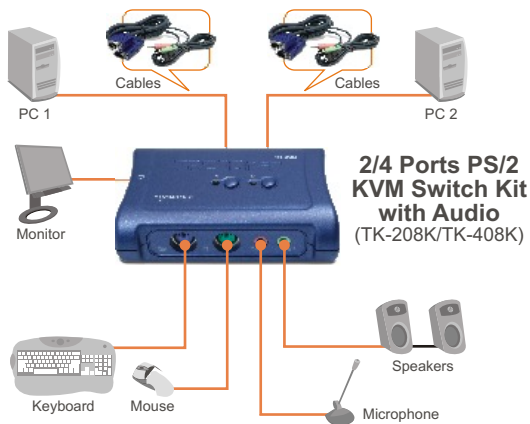 Cables
Cables
PC 1
PC 2
2/4 Ports PS/2
KVM Switch Kit
with Audio
(TK-208K/TK-408K)
Monitor
Speakers
Keyboard
Mouse
Microphone